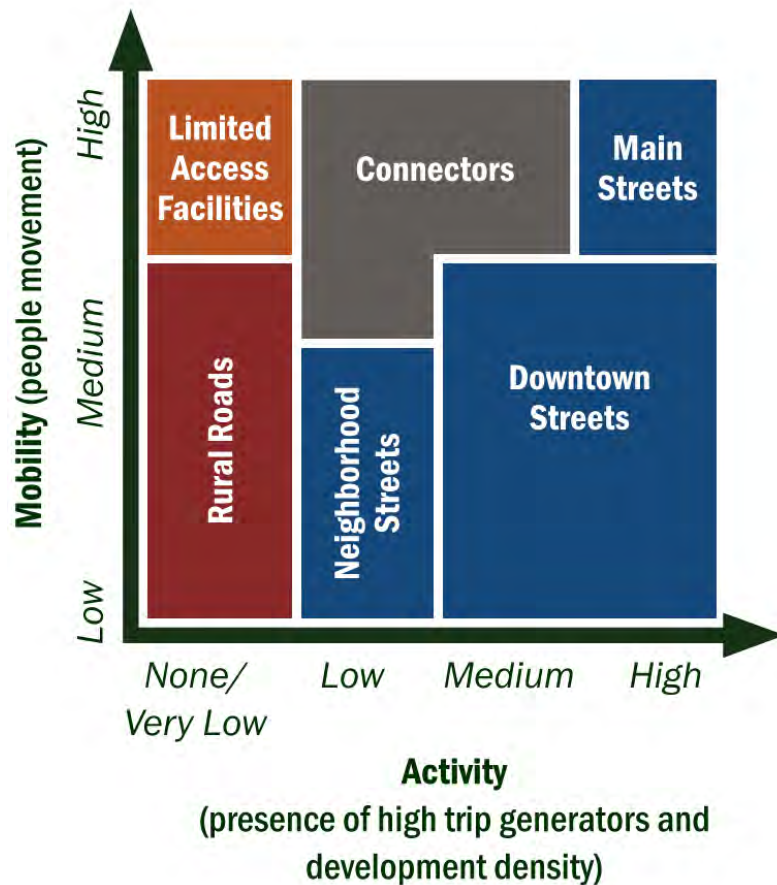 Mobility (people movement)
High
Medium
Low
Limited
Access
Facilities
Connectors
Main
Streets
Rural Roads
Neighborhood
Streets
Downtown
Streets
None/
Very Low
Low
Medium
High
Activity
(presence of high trip generators and
development density)